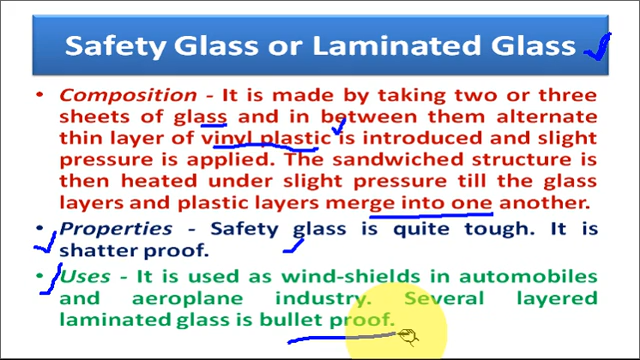 Safety Glass or Laminated Glass
• Composition - It is made by taking two or three
sheets of glass and in between them alternate
thin layer of vinyl plastic is introduced and slight
pressure is applied. The sandwiched structure is
then heated under slight pressure till the glass
layers and plastic layers merge into one another.
• Properties - Safety glass is quite tough. It is
shatter proof.
• Uses - It is used as wind-shields in automobiles
and aeroplane industry. Several layered
laminated glass is bullet proof.